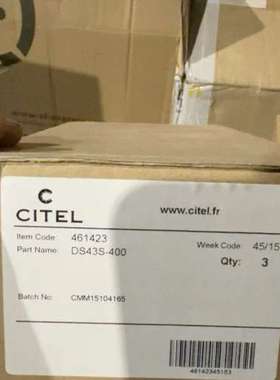 C
CITEL
www.citel.fr
Item Code: 461423
Part Name: DS43S-400
Week Code: 45/15
Qty: 3
Batch No: CMM15104165
46142345153